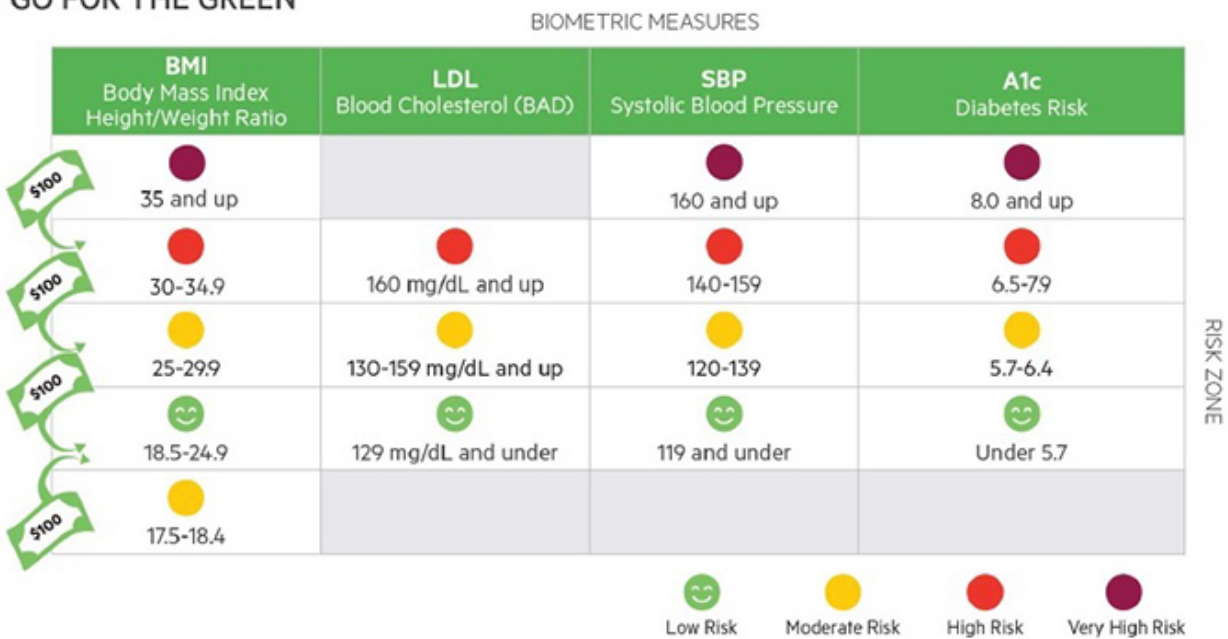 GO FOR THE GREEN
BIOMETRIC MEASURES
BMI
Body Mass Index
Height/Weight Ratio
LDL
Blood Cholesterol (BAD)
SBP
Systolic Blood Pressure
A1c
Diabetes Risk
$100
35 and up
160 and up
8.0 and up
$100
30-34.9
160 mg/dL and up
140-159
6.5-7.9
$100
25-29.9
130-159 mg/dL and up
120-139
5.7-6.4
18.5-24.9
129 mg/dL and under
119 and under
Under 5.7
$100
17.5-18.4
RISK ZONE
Low Risk
Moderate Risk
High Risk
Very High Risk